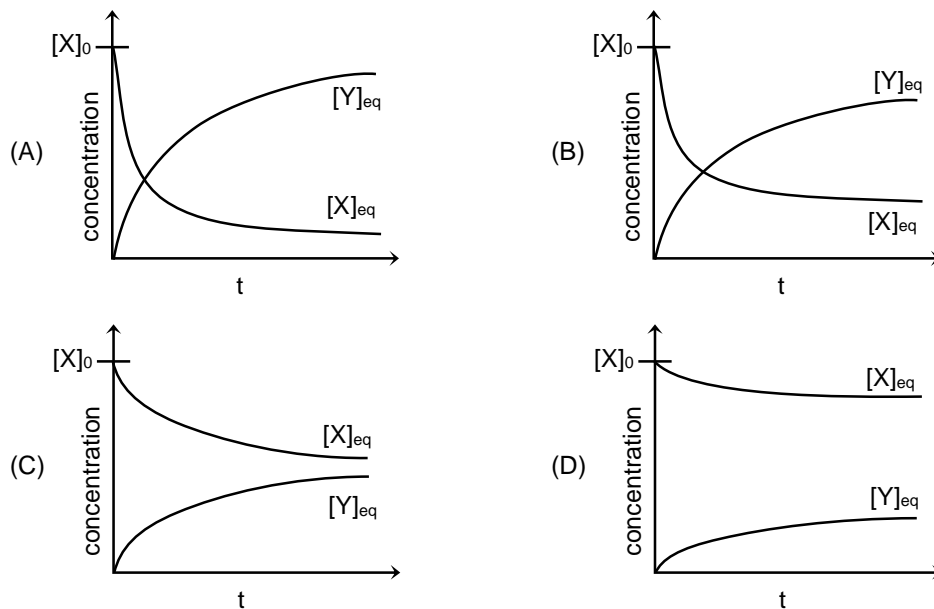 [X]0
[Y]eq
(A)
concentration
[X]eq
t
[X]0
[Y]eq
(B)
concentration
[X]eq
t
[X]0
[X]eq
(C)
concentration
[Y]eq
t
[X]0
[X]eq
(D)
concentration
[Y]eq
t